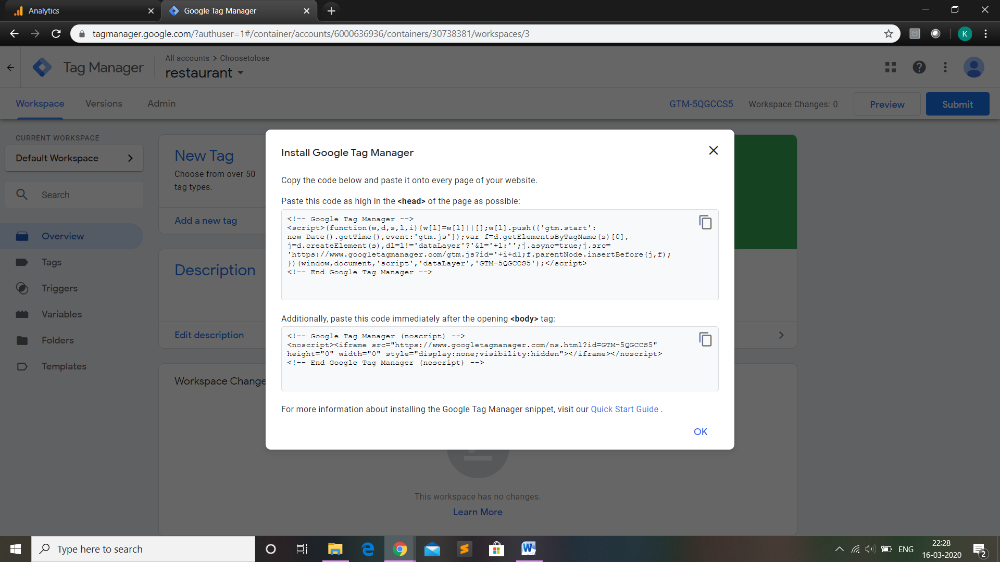 Analytics
Google Tag Manager
tagmanager.google.com/?authuser=1#/container/accounts/6000636936/containers/30738381/workspaces/3
K
Tag Manager
All accounts > Choosetolose
restaurant
Workspace
Versions
Admin
GTM-5QGCCS5
Workspace Changes: 0
Preview
Submit
CURRENT WORKSPACE
Default Workspace
Search
Overview
Tags
Triggers
Variables
Folders
Templates
New Tag
Choose from over 50
tag types.
Add a new tag
Description
Edit description
Workspace Change
Install Google Tag Manager
Copy the code below and paste it onto every page of your website.
Paste this code as high in the <head> of the page as possible:
<!-- Google Tag Manager -->
<script>(function(w,d,s,l,i){w[l]=w[l]||[];w[l].push({'gtm.start':
new Date().getTime(),event:'gtm.js'});var f=d.getElementsByTagName(s)[0],
j=d.createElement(s),dl=l!='dataLayer'?'&l='+l:'';j.async=true;j.src=
'https://www.googletagmanager.com/gtm.js?id='+i+dl;f.parentNode.insertBefore(j,f);
})(window,document,'script','dataLayer','GTM-5QGCCS5');</script>
<!-- End Google Tag Manager -->
Additionally, paste this code immediately after the opening <body> tag:
<!-- Google Tag Manager (noscript) -->
<noscript><iframe src="https://www.googletagmanager.com/ns.html?id=GTM-5QGCCS5"
height="0" width="0" style="display:none;visibility:hidden"></iframe></noscript>
<!-- End Google Tag Manager (noscript) -->
For more information about installing the Google Tag Manager snippet, visit our Quick Start Guide .
OK
This workspace has no changes.
Learn More
Type here to search
ENG
22:28
16-03-2020
2